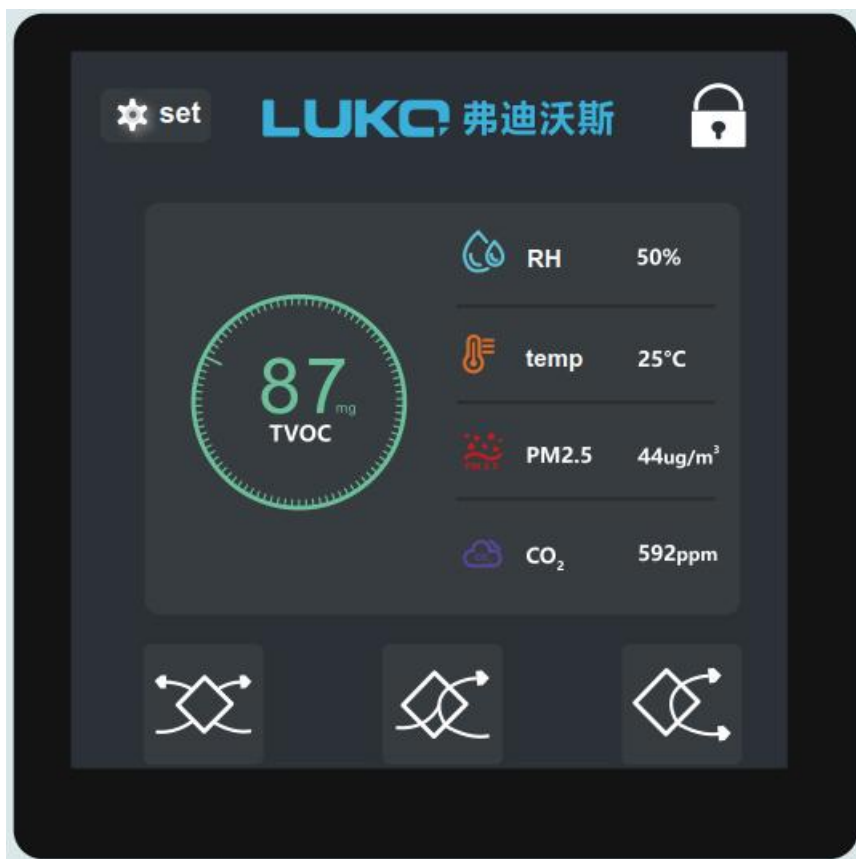 set
LUKO 弗迪沃斯
87mg
TVOC
RH 50%
temp 25°C
PM2.5 44ug/m³
CO₂ 592ppm